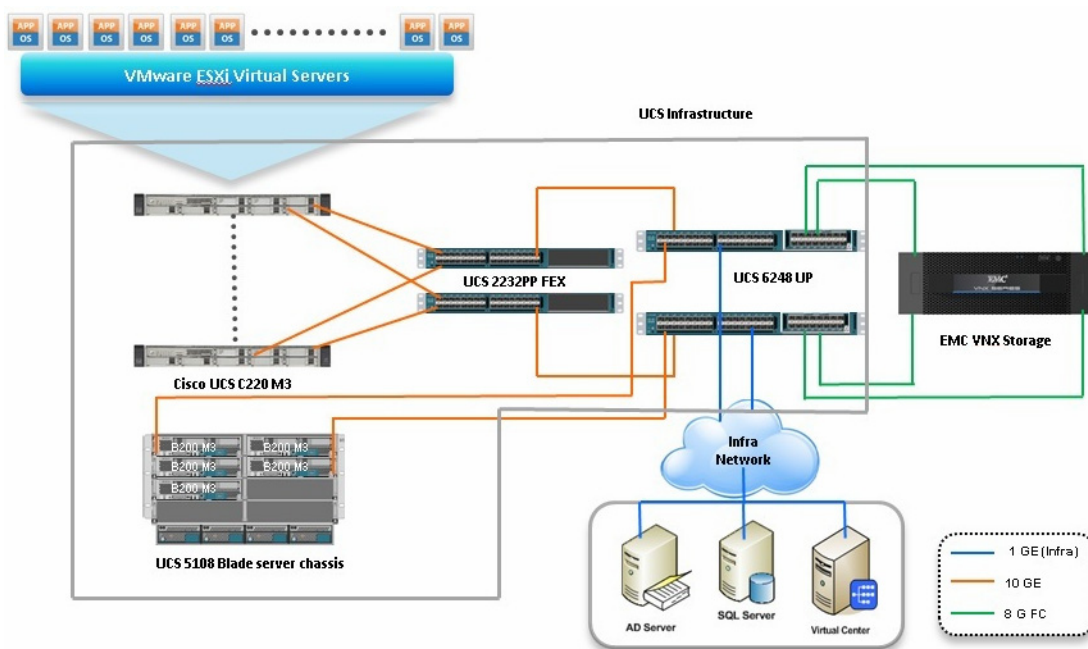 APP APP APP APP APP APP APP APP
OS OS OS OS OS OS OS OS
VMware ESXi Virtual Servers
UCS Infrastructure
UCS 2232PP FEX
UCS 6248 UP
EMC²
VNX SERIES
EMC VNX Storage
Cisco UCS C220 M3
B200 M3 B200 M3
B200 M3 B200 M3
B200 M3
UCS 5108 Blade server chassis
Infra
Network
AD Server
SQL Server
Virtual Center
1 GE (Infra)
10 GE
8 G FC